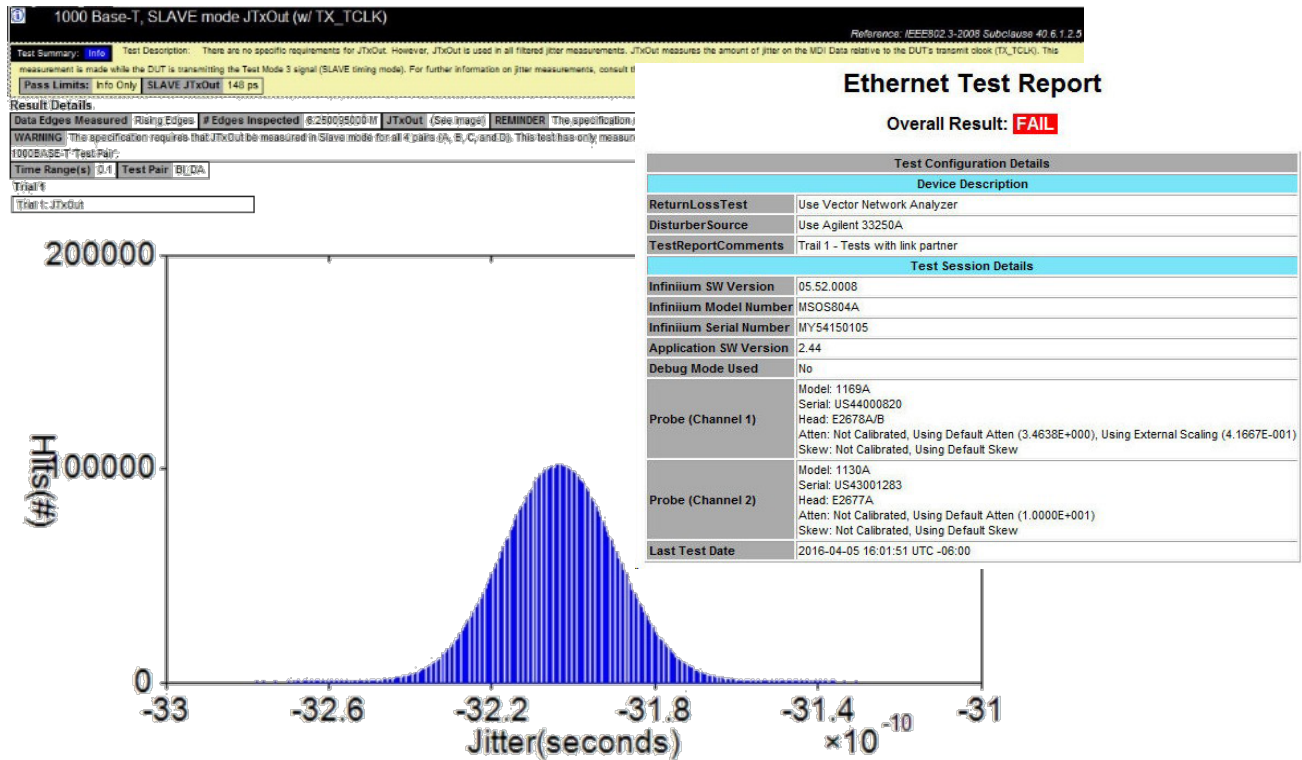 1000 Base-T, SLAVE mode JTxOut (w/ TX_TCLK)
Reference: IEEE802.3-2008 Subclause 40.6.1.2.5
Test Summary: Info Test Description: There are no specific requirements for JTxOut. However, JTxOut is used in all filtered jitter measurements. JTxOut measures the amount of jitter on the MDI Data relative to the DUT's transmit clock (TX_TCLK). This
measurement is made while the DUT is transmitting the Test Mode 3 signal (SLAVE timing mode). For further information on jitter measurements, consult
Pass Limits: Info Only SLAVE JTxOut 148 ps
Result Details
Data Edges Measured Rising Edges # Edges Inspected 6.250095000 M JTxOut (See image) REMINDER The specification
WARNING The specification requires that JTxOut be measured in Slave mode for all 4 pairs (A, B, C, and D). This test has only
1000BASE-T Test Pair:
Time Range(s) 0.1 Test Pair BI_DA
Trial 1
Trial 1: JTxOut
200000
100000
0
Hits(#)
-33 -32.6 -32.2 -31.8 -31.4 -31
Jitter(seconds) ×10 -10
Ethernet Test Report
Overall Result: FAIL
Test Configuration Details
Device Description
ReturnLossTest Use Vector Network Analyzer
DisturberSource Use Agilent 33250A
TestReportComments Trail 1 - Tests with link partner
Test Session Details
Infiniium SW Version 05.52.0008
Infiniium Model Number MSOS804A
Infiniium Serial Number MY54150105
Application SW Version 2.44
Debug Mode Used No
Probe (Channel 1) Model: 1169A
Serial: US44000820
Head: E2678A/B
Atten: Not Calibrated, Using Default Atten (3.4638E+000), Using External Scaling (4.1667E-001)
Skew: Not Calibrated, Using Default Skew
Probe (Channel 2) Model: 1130A
Serial: US43001283
Head: E2677A
Atten: Not Calibrated, Using Default Atten (1.0000E+001)
Skew: Not Calibrated, Using Default Skew
Last Test Date 2016-04-05 16:01:51 UTC -06:00